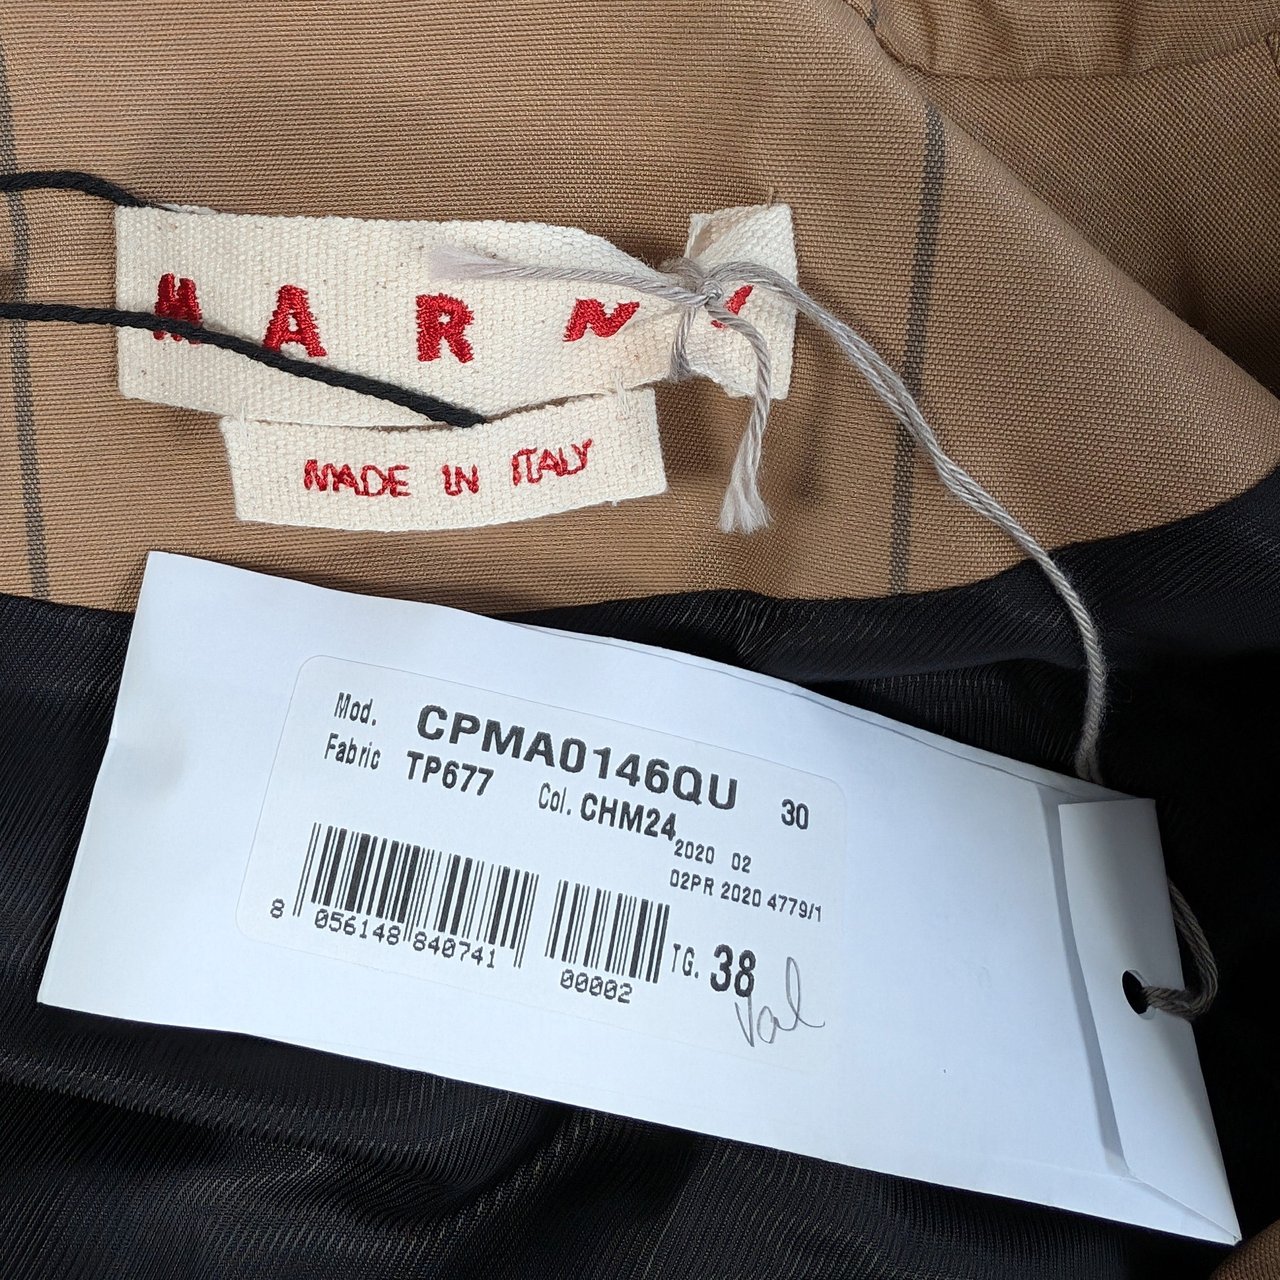 MARNI
MADE IN ITALY
Mod. CPMA0146QU 30
Fabric TP677 Col. CHM24
2020 02
02PR 2020 4779/1
8 056148 840741
00002
TG. 38
Val